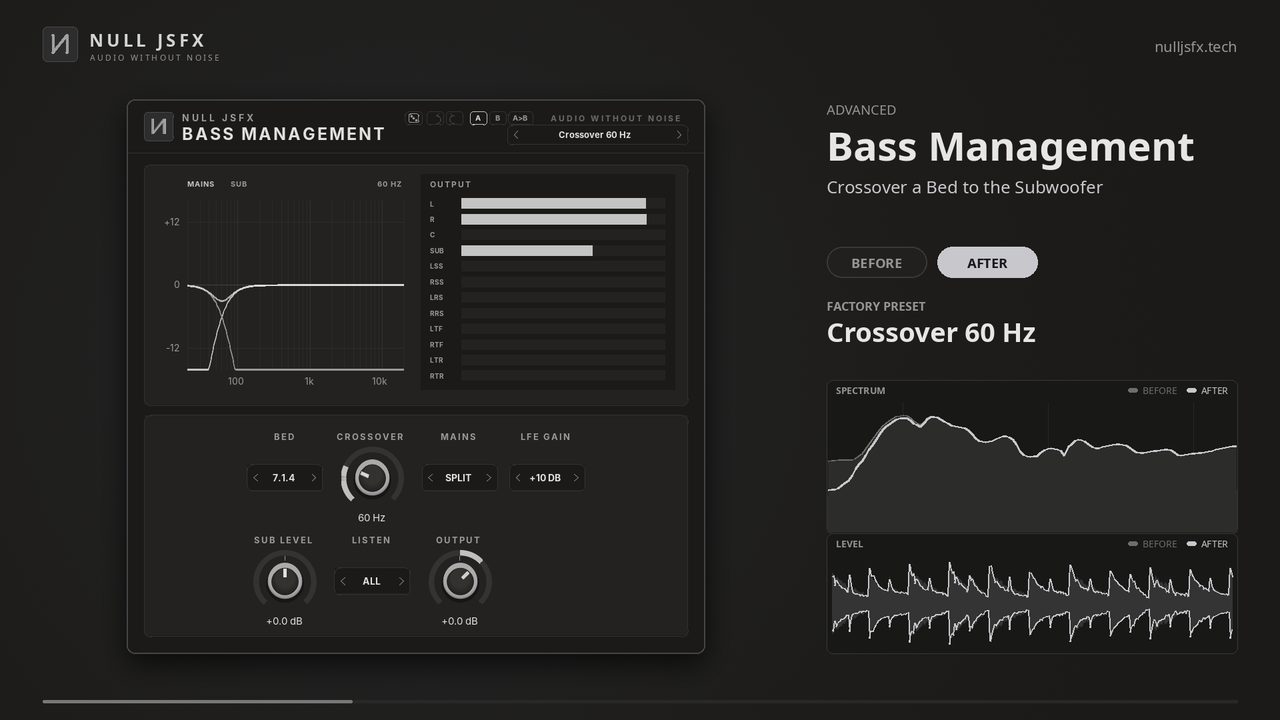 NULL JSFX
AUDIO WITHOUT NOISE
nulljsfx.tech
NULL JSFX
BASS MANAGEMENT
A B A>B
AUDIO WITHOUT NOISE
Crossover 60 Hz
MAINS SUB 60 HZ
+12
0
-12
100 1k 10k
OUTPUT
L
R
C
SUB
LSS
RSS
LRS
RRS
LTF
RTF
LTR
RTR
BED CROSSOVER MAINS LFE GAIN
7.1.4 SPLIT +10 DB
60 Hz
SUB LEVEL LISTEN OUTPUT
ALL
+0.0 dB +0.0 dB
ADVANCED
Bass Management
Crossover a Bed to the Subwoofer
BEFORE AFTER
FACTORY PRESET
Crossover 60 Hz
SPECTRUM BEFORE AFTER
LEVEL BEFORE AFTER